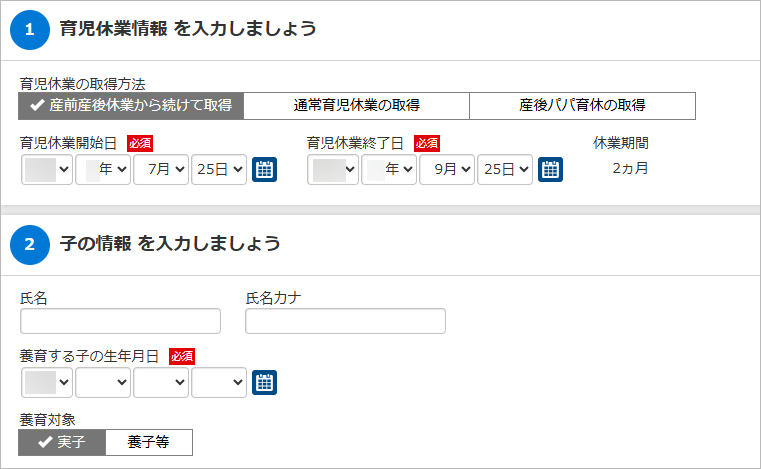 1 育児休業情報 を入力しましょう
育児休業の取得方法
産前産後休業から続けて取得 通常育児休業の取得 産後パパ育休の取得
育児休業開始日 必須 育児休業終了日 必須 休業期間
年 7月 25日 年 9月 25日 2ヵ月
2 子の情報 を入力しましょう
氏名 氏名カナ
養育する子の生年月日 必須
養育対象
実子 養子等